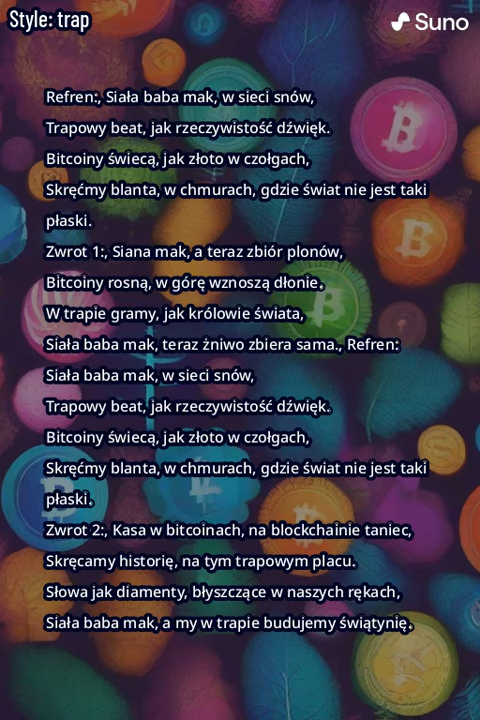 Style: trap
Suno
Refren:, Siała baba mak, w sieci snów,
Trapowy beat, jak rzeczywistość dźwięk.
Bitcoiny świecą, jak złoto w czołgach,
Skręćmy blanta, w chmurach, gdzie świat nie jest taki
płaski.
Zwrot 1:, Siana mak, a teraz zbiór plonów,
Bitcoiny rosną, w górę wznoszą dłonie.
W trapie gramy, jak królowie świata,
Siała baba mak, teraz żniwo zbiera sama., Refren:
Siała baba mak, w sieci snów,
Trapowy beat, jak rzeczywistość dźwięk.
Bitcoiny świecą, jak złoto w czołgach,
Skręćmy blanta, w chmurach, gdzie świat nie jest taki
płaski.
Zwrot 2:, Kasa w bitcoinach, na blockchainie taniec,
Skręcamy historię, na tym trapowym placu.
Słowa jak diamenty, błyszczące w naszych rękach,
Siała baba mak, a my w trapie budujemy świątynię.